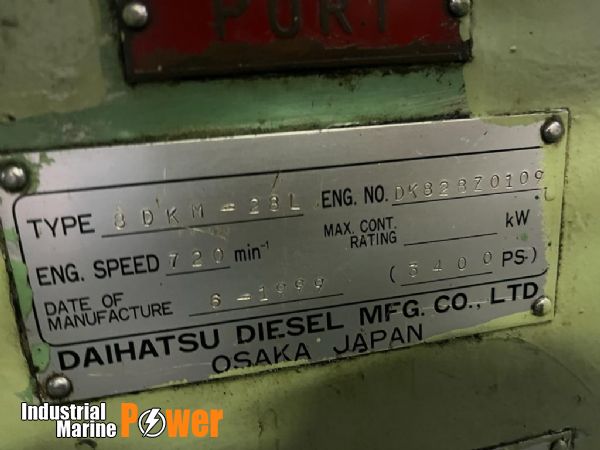 PORT
TYPE 8DKM-28L ENG. NO. DK828Z0109 L
ENG. SPEED 720 min⁻¹ MAX. CONT. RATING kW
DATE OF MANUFACTURE 6-1999 (3400 PS)
DAIHATSU DIESEL MFG. CO., LTD
OSAKA JAPAN
Industrial
Marine Power